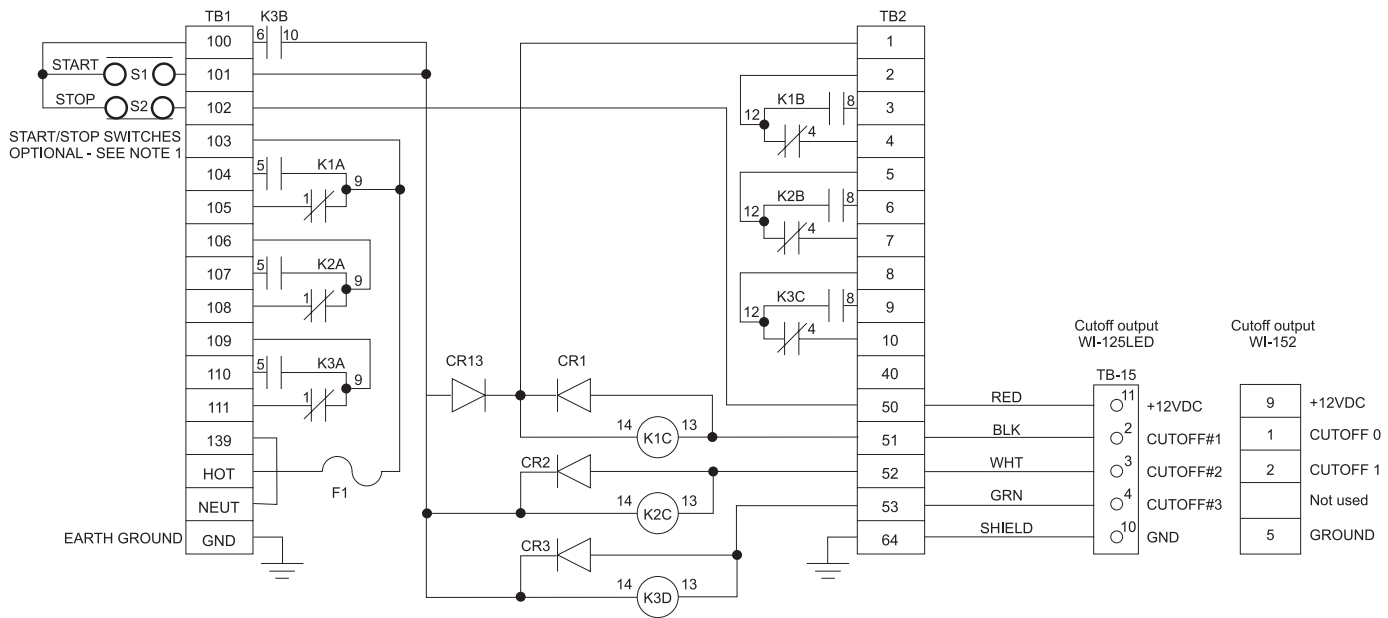 TB1
K3B
TB2
100
6
10
1
START
S1
101
2
STOP
S2
102
K1B
8
3
12
4
4
START/STOP SWITCHES
OPTIONAL - SEE NOTE 1
103
5
K1A
9
104
1
105
5
K2B
8
6
12
4
7
106
5
K2A
9
107
1
108
8
K3C
8
9
12
4
10
109
5
K3A
9
110
1
111
40
CR13
CR1
Cutoff output
WI-125LED
Cutoff output
WI-152
TB-15
50
RED
11
+12VDC
9
+12VDC
139
14
K1C
13
51
BLK
2
CUTOFF#1
1
CUTOFF 0
HOT
F1
CR2
52
WHT
3
CUTOFF#2
2
CUTOFF 1
NEUT
14
K2C
13
53
GRN
4
CUTOFF#3
Not used
EARTH GROUND
GND
CR3
64
SHIELD
10
GND
5
GROUND
14
K3D
13